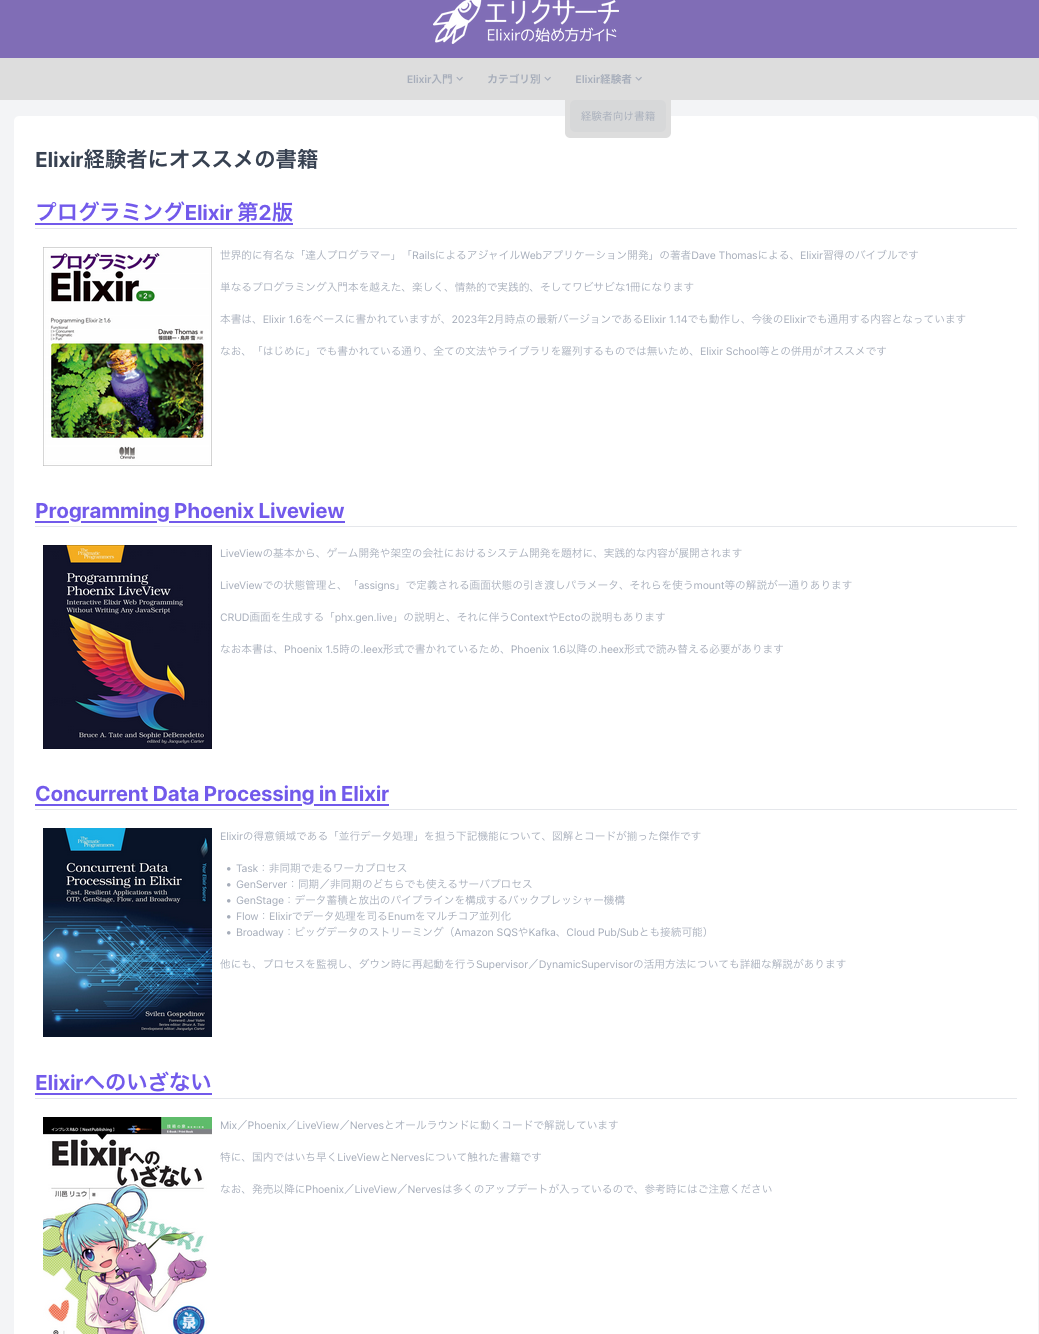 エリクサーチ
Elixirの始め方ガイド
Elixir入門
カテゴリ別
Elixir経験者
経験者向け書籍
Elixir経験者にオススメの書籍
プログラミングElixir 第2版
プログラミング
Elixir 第2版
Programming Elixir ≥ 1.6
Functional
|> Concurrent
|> Pragmatic
|> Fun
Dave Thomas 著
笹田耕一・鳥井雪 共訳
Ohmsha
世界的に有名な「達人プログラマー」「RailsによるアジャイルWebアプリケーション開発」の著者Dave Thomasによる、Elixir習得のバイブルです
単なるプログラミング入門本を越えた、楽しく、情熱的で実践的、そしてワビサビな1冊になります
本書は、Elixir 1.6をベースに書かれていますが、2023年2月時点の最新バージョンであるElixir 1.14でも動作し、今後のElixirでも通用する内容となっています
なお、「はじめに」でも書かれている通り、全ての文法やライブラリを羅列するものでは無いため、Elixir School等との併用がオススメです
Programming Phoenix Liveview
The Pragmatic Programmers
Programming
Phoenix LiveView
Interactive Elixir Web Programming
Without Writing Any JavaScript
Bruce A. Tate and Sophie DeBenedetto
edited by Jacquelyn Carter
LiveViewの基本から、ゲーム開発や架空の会社におけるシステム開発を題材に、実践的な内容が展開されます
LiveViewでの状態管理と、「assigns」で定義される画面状態の引き渡しパラメータ、それらを使うmount等の解説が一通りあります
CRUD画面を生成する「phx.gen.live」の説明と、それに伴うContextやEctoの説明もあります
なお本書は、Phoenix 1.5時の.leex形式で書かれているため、Phoenix 1.6以降の.heex形式で読み替える必要があります
Concurrent Data Processing in Elixir
The Pragmatic Programmers
Your Elixir Source
Concurrent Data
Processing in Elixir
Fast, Resilient Applications with
OTP, GenStage, Flow, and Broadway
Svilen Gospodinov
Foreword: José Valim
Series editor: Bruce A. Tate
Development editor: Jacquelyn Carter
Elixirの得意領域である「並行データ処理」を担う下記機能について、図解とコードが揃った傑作です
• Task：非同期で走るワーカプロセス
• GenServer：同期／非同期のどちらでも使えるサーバプロセス
• GenStage：データ蓄積と放出のパイプラインを構成するバックプレッシャー機構
• Flow：Elixirでデータ処理を司るEnumをマルチコア並列化
• Broadway：ビッグデータのストリーミング（Amazon SQSやKafka、Cloud Pub/Subとも接続可能）
他にも、プロセスを監視し、ダウン時に再起動を行うSupervisor／DynamicSupervisorの活用方法についても詳細な解説があります
Elixirへのいざない
インプレスR&D［NextPublishing］
技術の泉 SERIES
E-Book / Print Book
Elixirへの
いざない
川邑 リュウ 著
ELIXIR!
泉
Mix／Phoenix／LiveView／Nervesとオールラウンドに動くコードで解説しています
特に、国内ではいち早くLiveViewとNervesについて触れた書籍です
なお、発売以降にPhoenix／LiveView／Nervesは多くのアップデートが入っているので、参考時にはご注意ください